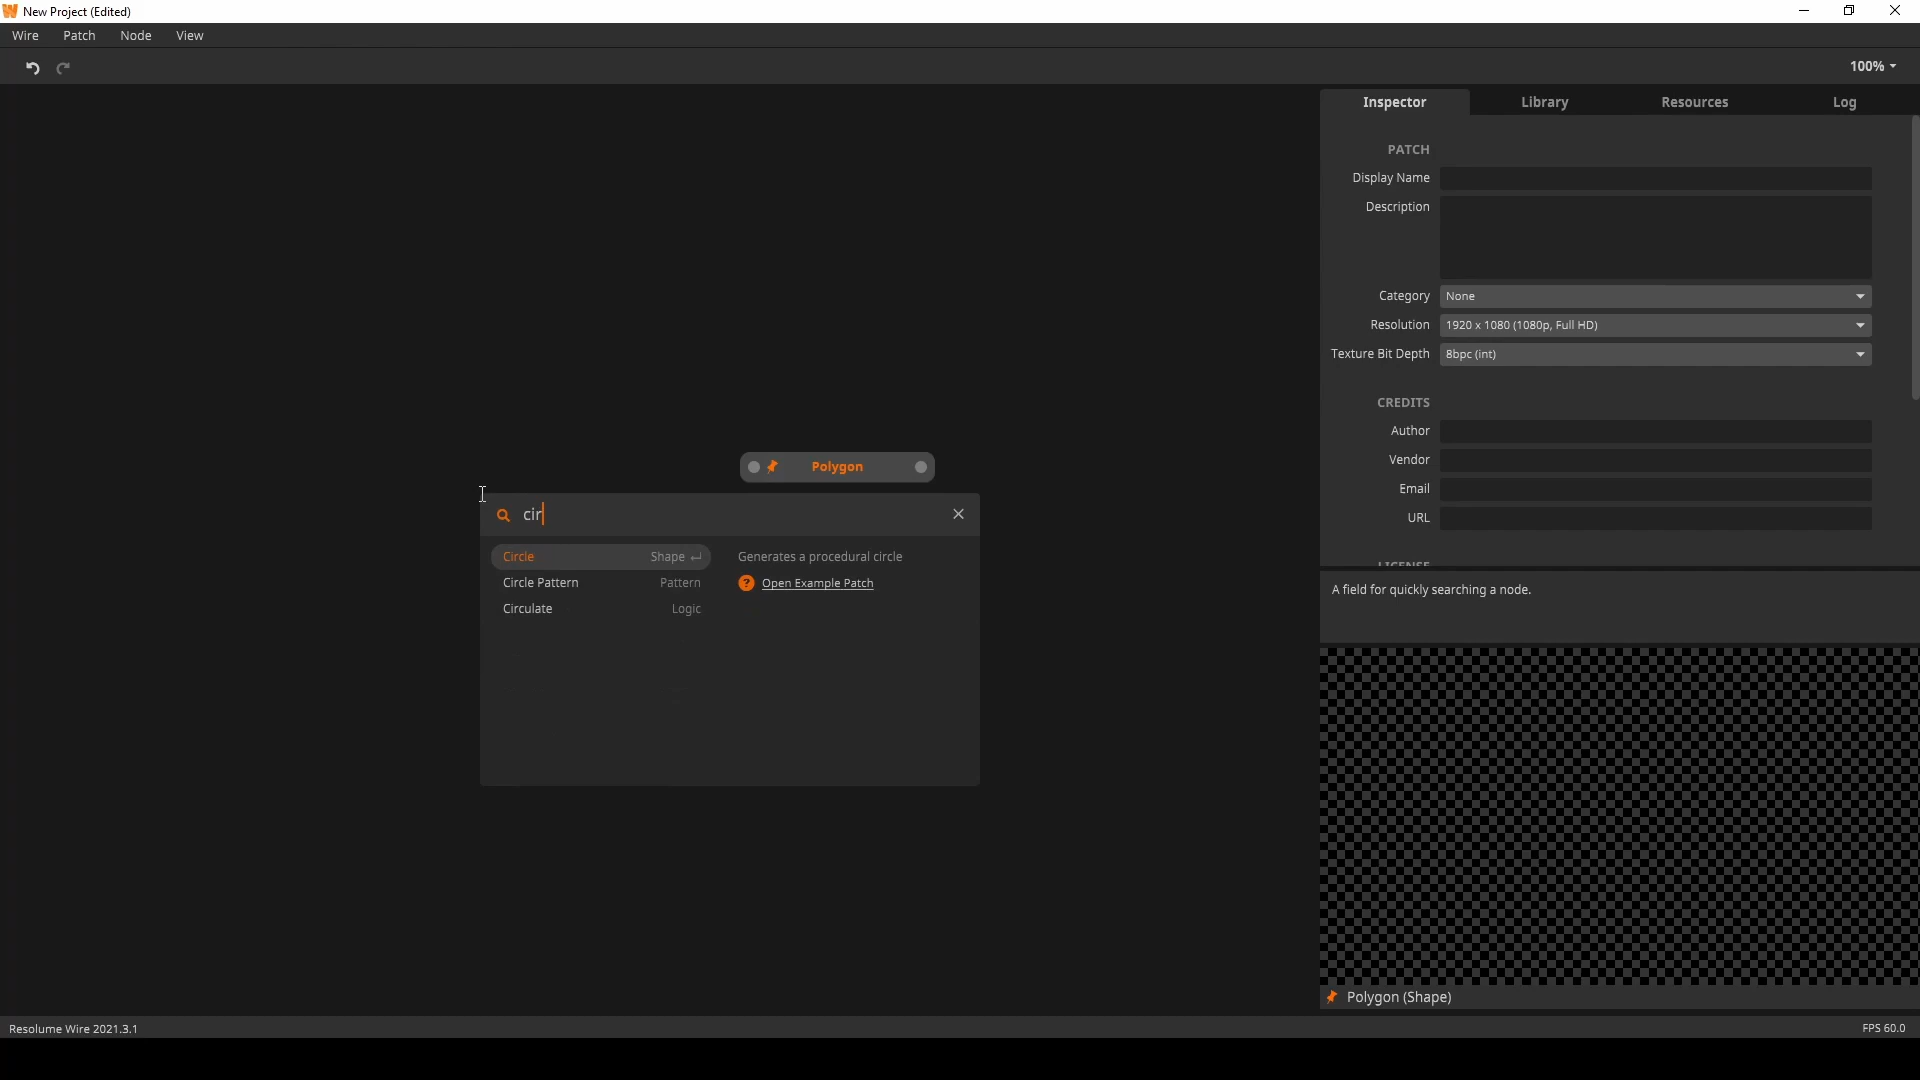 New Project (Edited)
Wire Patch Node View
100%
Inspector Library Resources Log
PATCH
Display Name
Description
Category None
Resolution 1920 x 1080 (1080p, Full HD)
Texture Bit Depth 8bpc (int)
CREDITS
Author
Vendor
Email
URL
LICENSE
Polygon
cir
Circle Shape
Circle Pattern Pattern
Circulate Logic
Generates a procedural circle
? Open Example Patch
A field for quickly searching a node.
Polygon (Shape)
Resolume Wire 2021.3.1
FPS 60.0